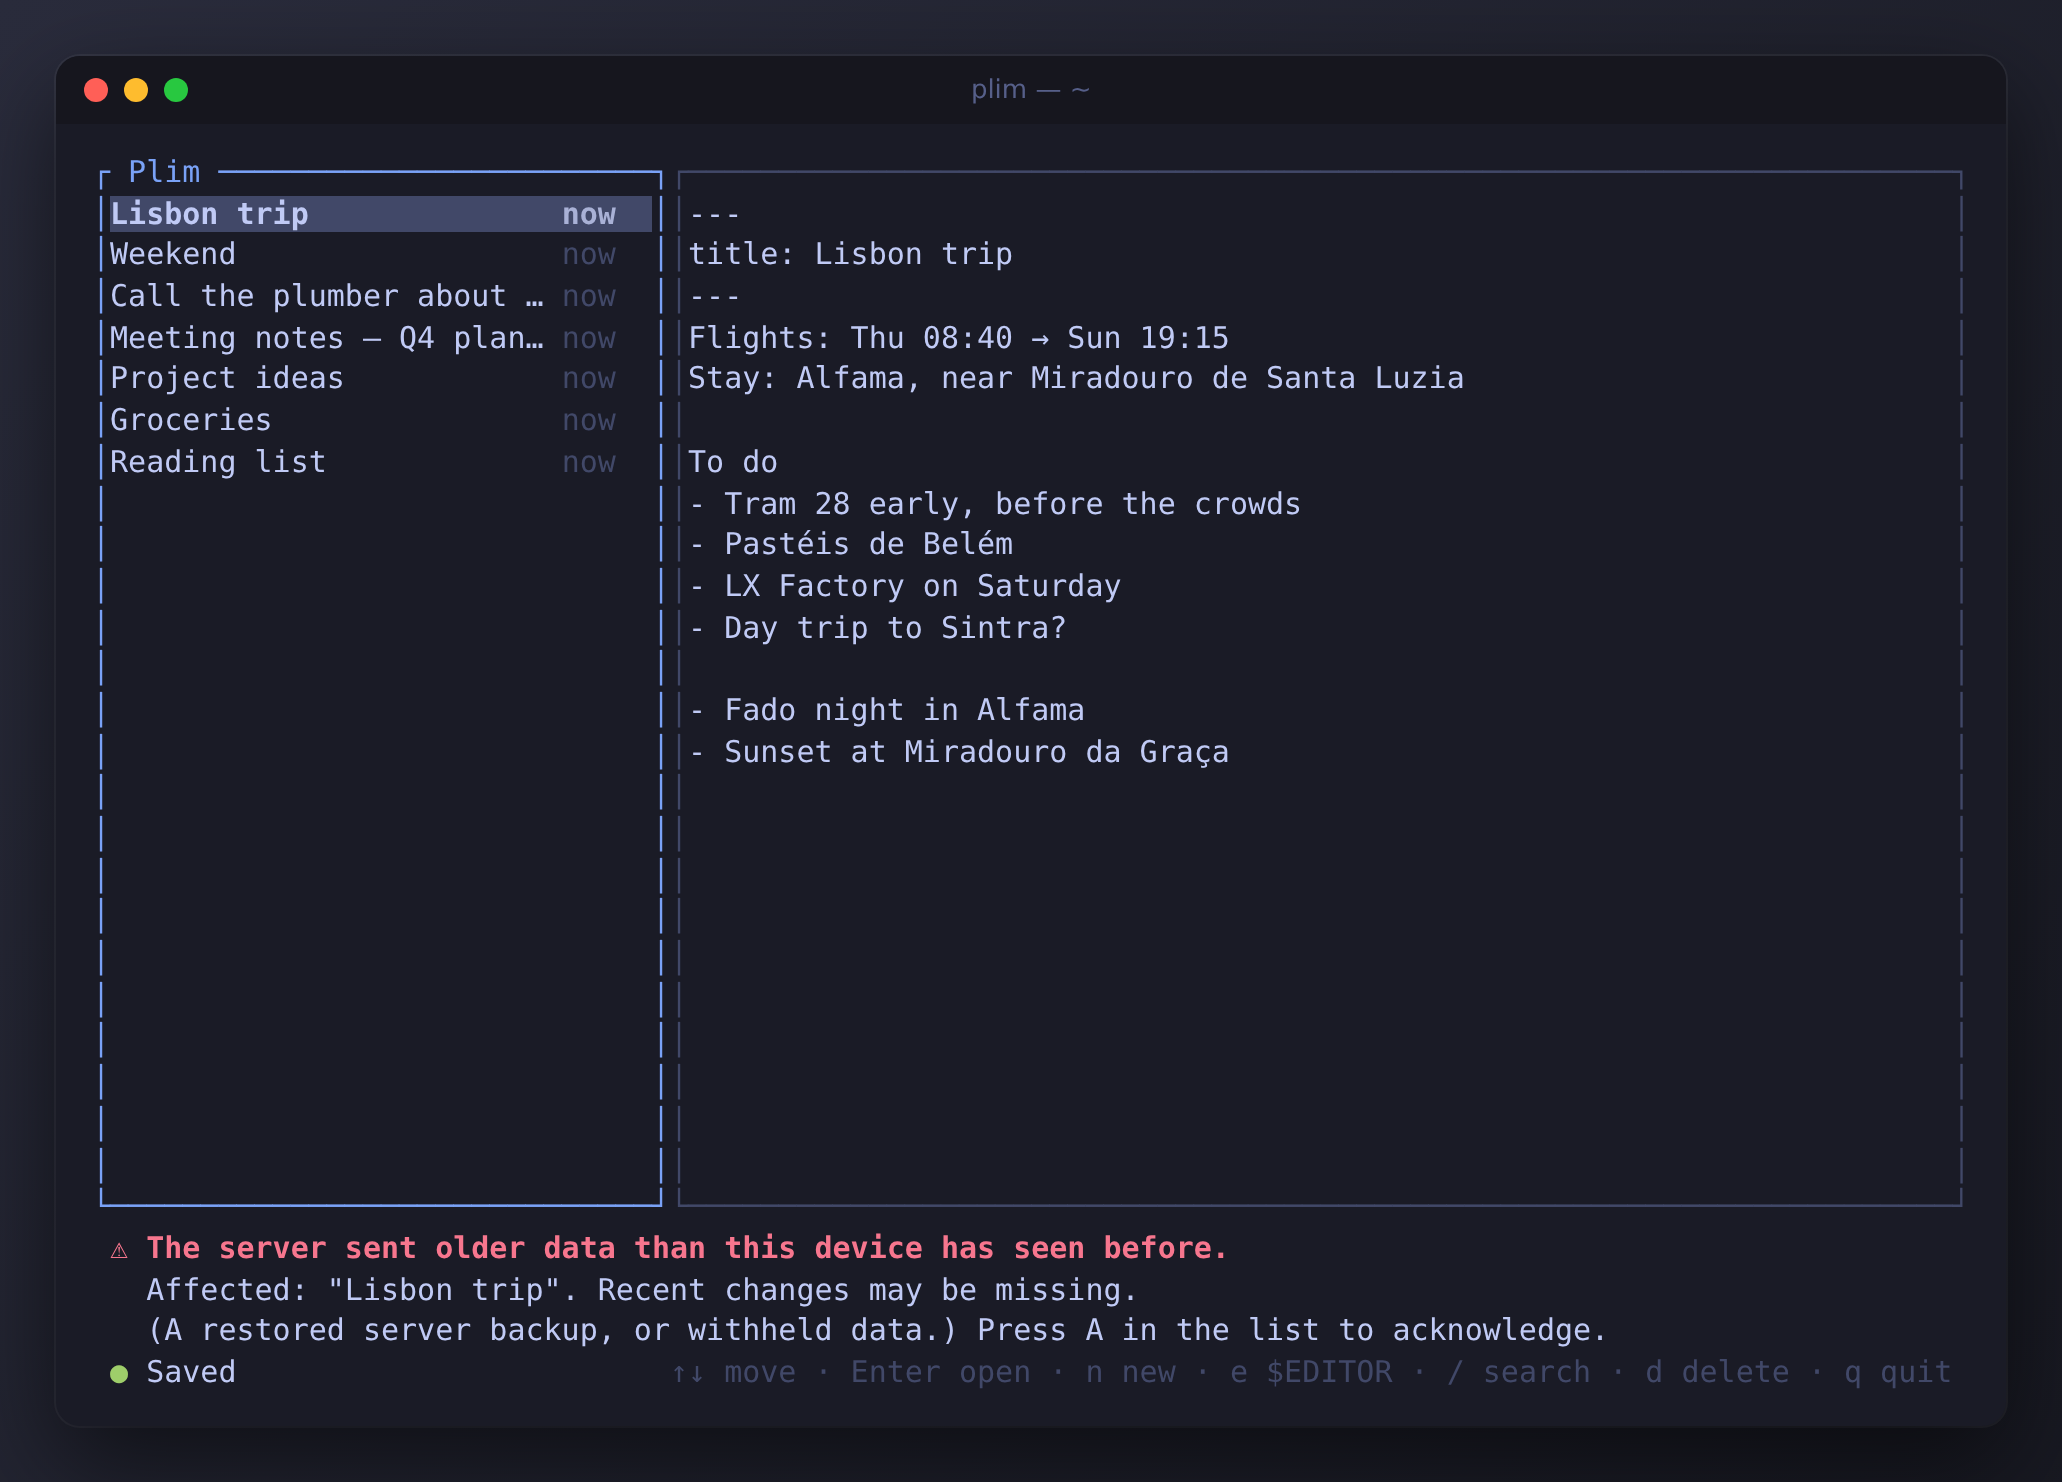 plim — ~
Plim
Lisbon trip now
Weekend now
Call the plumber about … now
Meeting notes — Q4 plan… now
Project ideas now
Groceries now
Reading list now
---
title: Lisbon trip
---
Flights: Thu 08:40 → Sun 19:15
Stay: Alfama, near Miradouro de Santa Luzia
To do
- Tram 28 early, before the crowds
- Pastéis de Belém
- LX Factory on Saturday
- Day trip to Sintra?
- Fado night in Alfama
- Sunset at Miradouro da Graça
⚠ The server sent older data than this device has seen before.
Affected: "Lisbon trip". Recent changes may be missing.
(A restored server backup, or withheld data.) Press A in the list to acknowledge.
● Saved ↑↓ move · Enter open · n new · e $EDITOR · / search · d delete · q quit